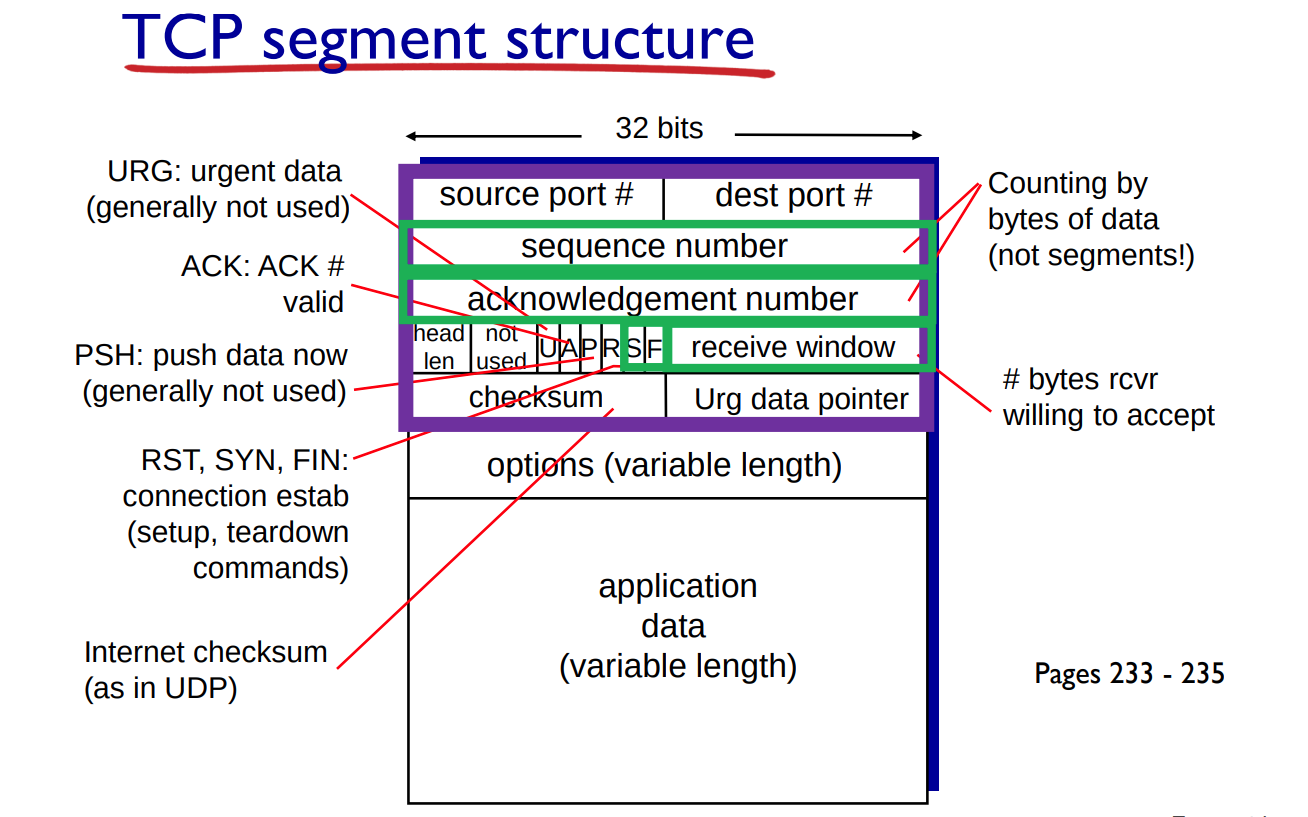 TCP segment structure
32 bits
URG: urgent data
(generally not used)
ACK: ACK #
valid
PSH: push data now
(generally not used)
RST, SYN, FIN:
connection estab
(setup, teardown
commands)
Internet checksum
(as in UDP)
source port #
dest port #
sequence number
acknowledgement number
head
len
not
used
U A P R S F
receive window
checksum
Urg data pointer
options (variable length)
application
data
(variable length)
Counting by
bytes of data
(not segments!)
# bytes rcvr
willing to accept
Pages 233 - 235